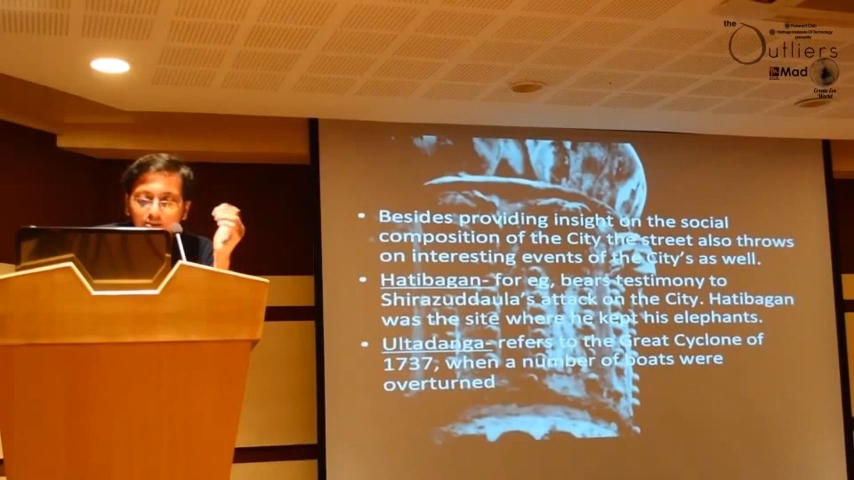 the
Outliers
Mad
• Besides providing insight on the social
composition of the City the street also throws
on interesting events of the City's as well.
• Hatibagan- for eg, bears testimony to
Shirazuddaula's attack on the City. Hatibagan
was the site where he kept his elephants.
• Ultadanga- refers to the Great Cyclone of
1737, when a number of boats were
overturned